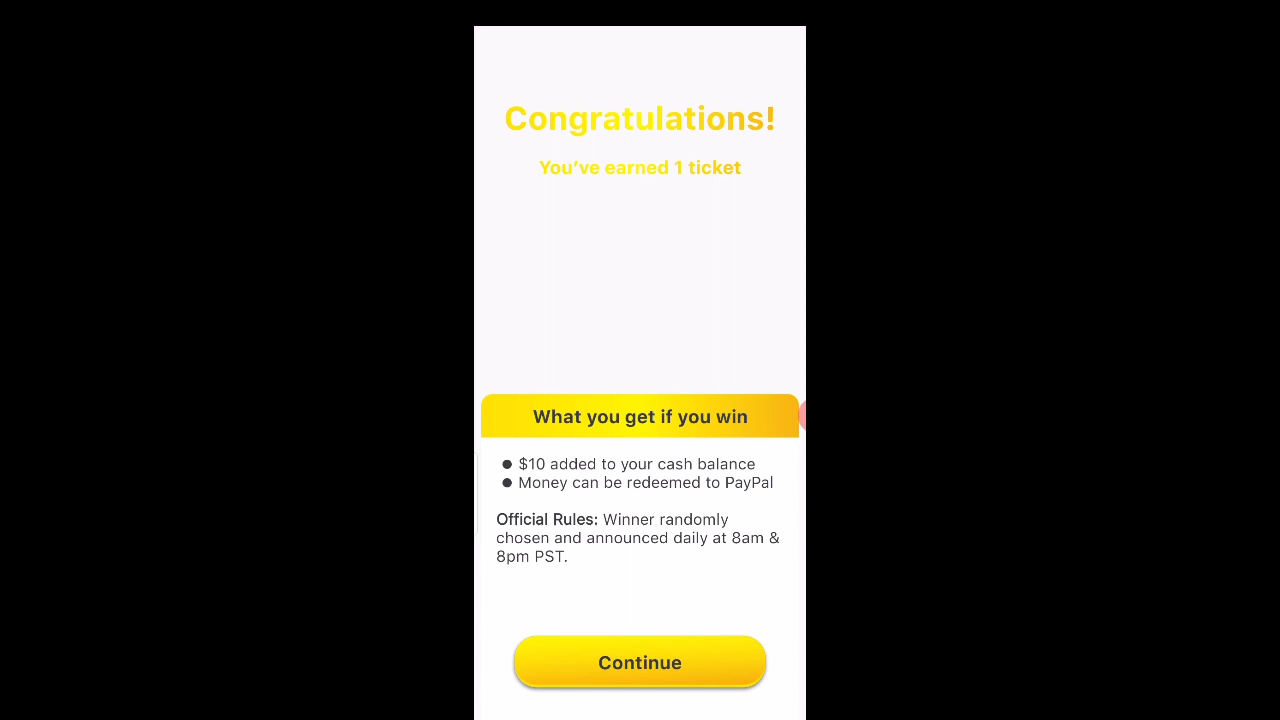 Congratulations!
You've earned 1 ticket
What you get if you win
● $10 added to your cash balance
● Money can be redeemed to PayPal
Official Rules: Winner randomly
chosen and announced daily at 8am &
8pm PST.
Continue